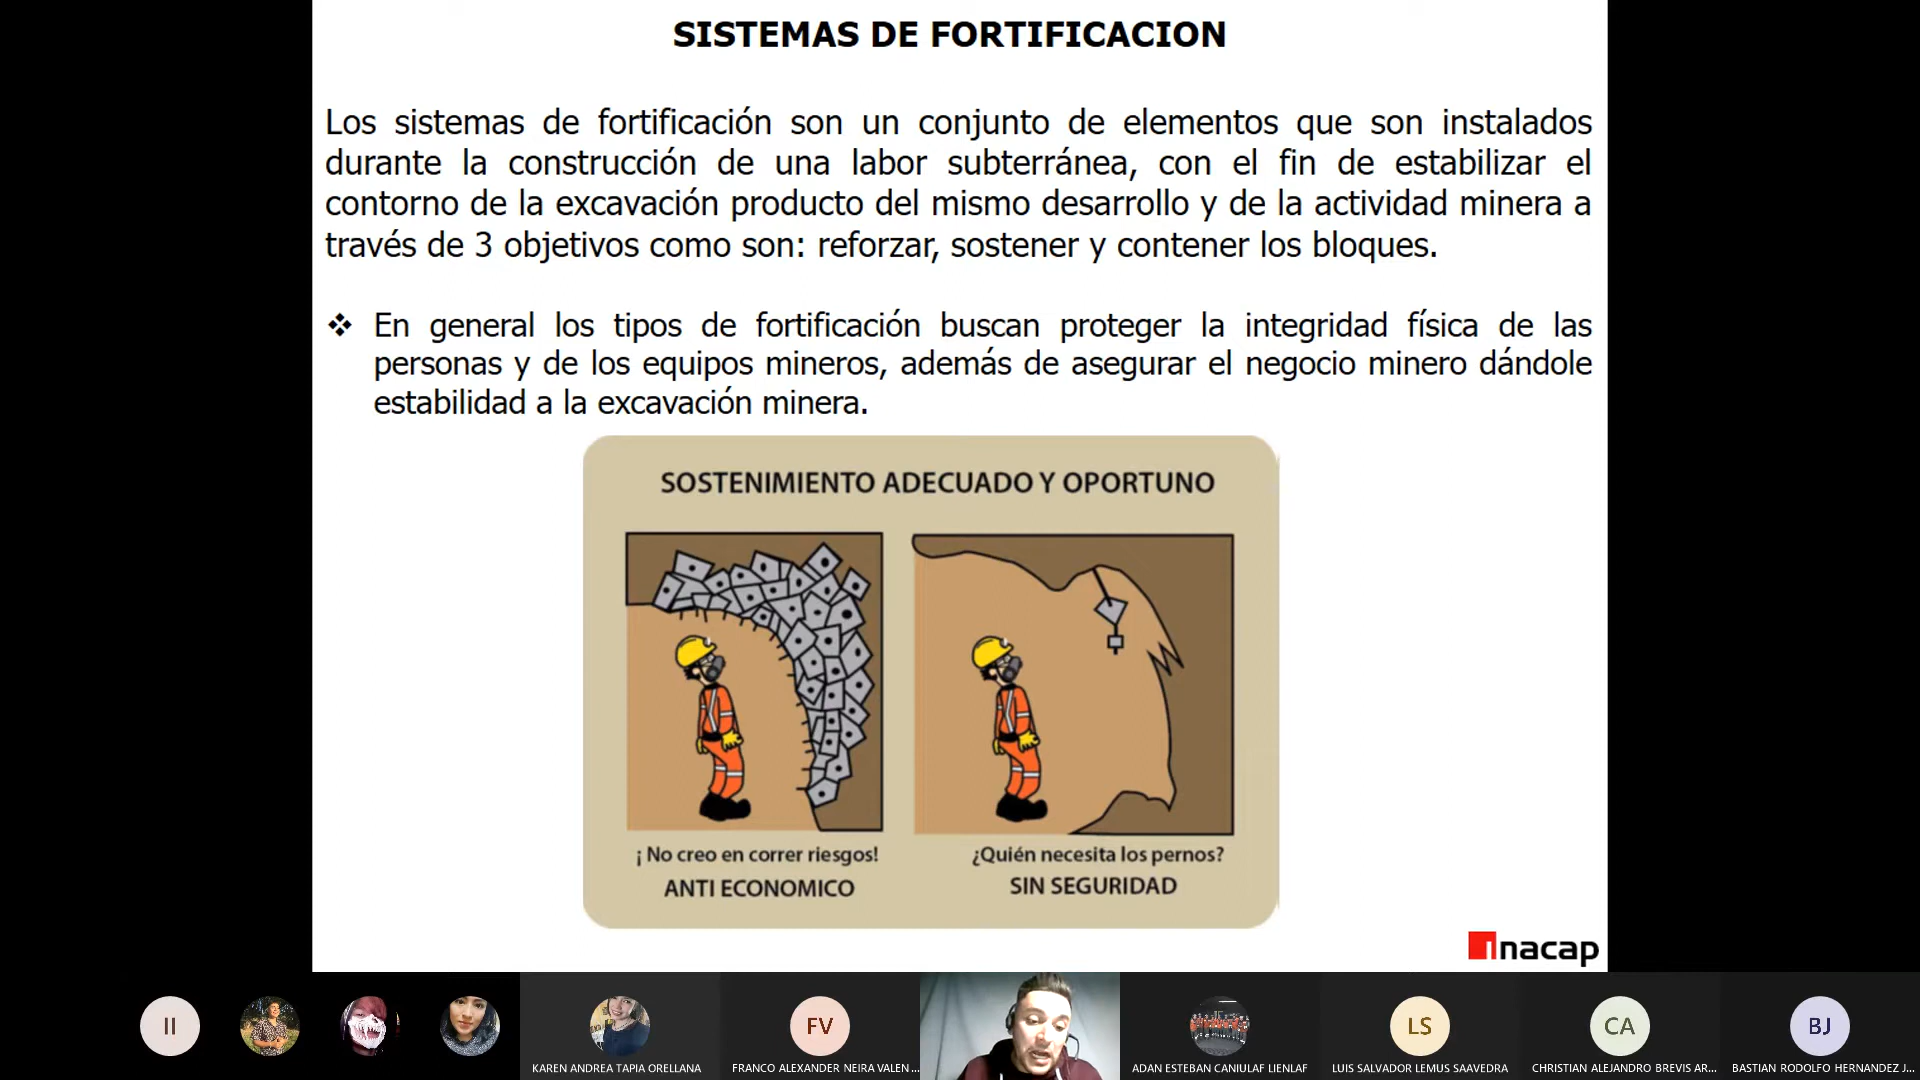 SISTEMAS DE FORTIFICACION
Los sistemas de fortificación son un conjunto de elementos que son instalados
durante la construcción de una labor subterránea, con el fin de estabilizar el
contorno de la excavación producto del mismo desarrollo y de la actividad minera a
través de 3 objetivos como son: reforzar, sostener y contener los bloques.
❖ En general los tipos de fortificación buscan proteger la integridad física de las
personas y de los equipos mineros, además de asegurar el negocio minero dándole
estabilidad a la excavación minera.
SOSTENIMIENTO ADECUADO Y OPORTUNO
¡ No creo en correr riesgos!
ANTI ECONOMICO
¿Quién necesita los pernos?
SIN SEGURIDAD
inacap
II
FV
LS
CA
BJ
KAREN ANDREA TAPIA ORELLANA
FRANCO ALEXANDER NEIRA VALEN...
ADAN ESTEBAN CANIULAF LIENLAF
LUIS SALVADOR LEMUS SAAVEDRA
CHRISTIAN ALEJANDRO BREVIS AR...
BASTIAN RODOLFO HERNANDEZ J...